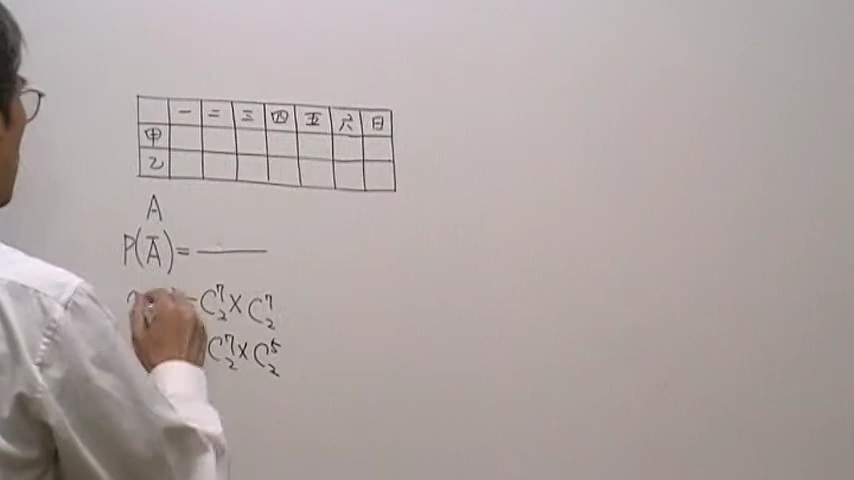 一 二 三 四 五 六 日
甲
乙
A
P(Ā)=
= C⁷₂ × C⁷₂
C⁷₂ × C⁵₂